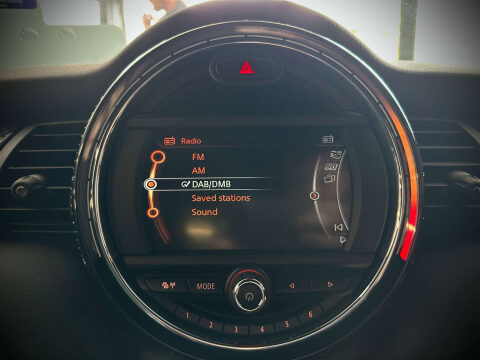 Radio
FM
AM
DAB/DMB
Saved stations
Sound
MODE
1 2 3 4 5 6